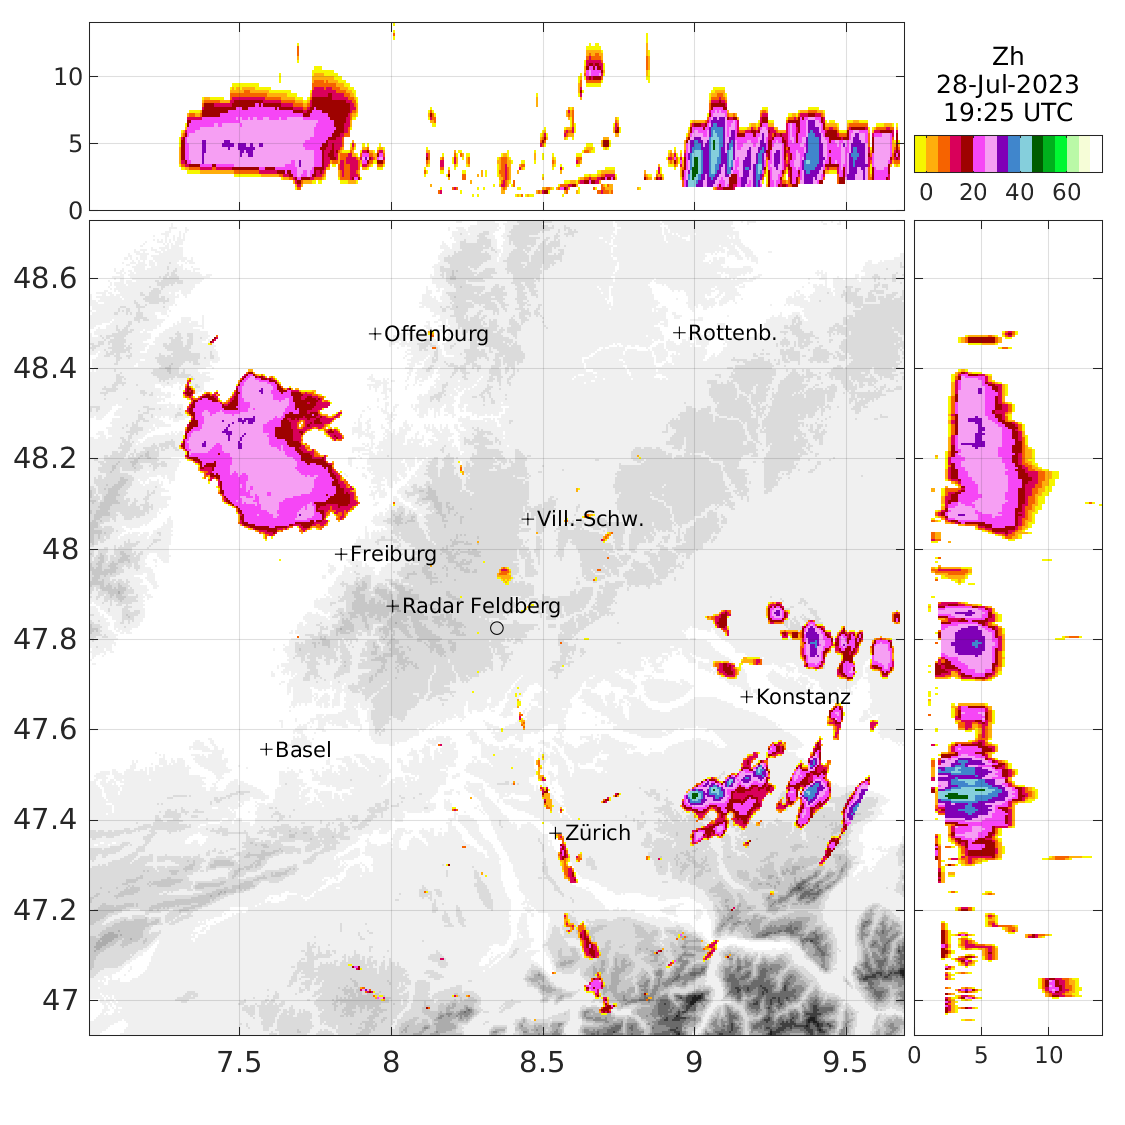 10
5
0
Zh
28-Jul-2023
19:25 UTC
0 20 40 60
48.6
48.4
48.2
48
47.8
47.6
47.4
47.2
47
Offenburg
Rottenb.
Vill.-Schw.
Freiburg
Radar Feldberg
Konstanz
Basel
Zürich
7.5 8 8.5 9 9.5
0 5 10